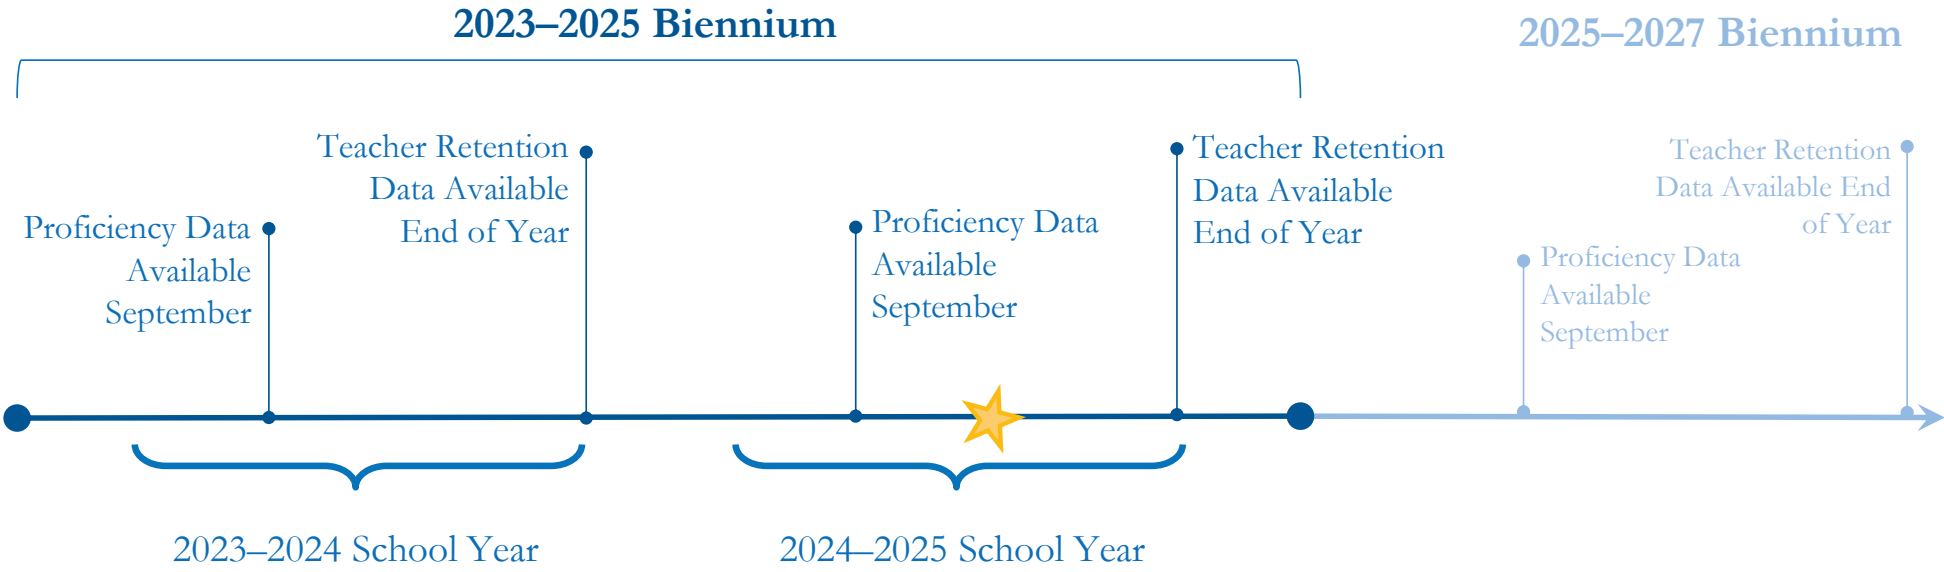 2023–2025 Biennium
2025–2027 Biennium
Proficiency Data
Available
September
Teacher Retention
Data Available
End of Year
Proficiency Data
Available
September
Teacher Retention
Data Available
End of Year
Proficiency Data
Available
September
Teacher Retention
Data Available End
of Year
2023–2024 School Year
2024–2025 School Year